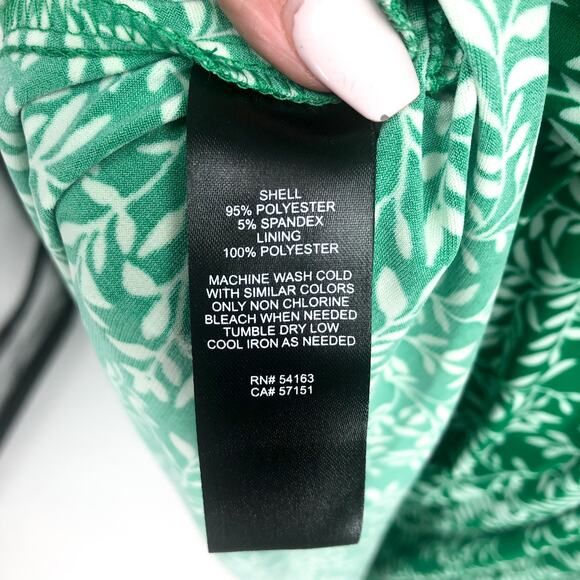 SHELL
95% POLYESTER
5% SPANDEX
LINING
100% POLYESTER
MACHINE WASH COLD
WITH SIMILAR COLORS
ONLY NON CHLORINE
BLEACH WHEN NEEDED
TUMBLE DRY LOW
COOL IRON AS NEEDED
RN# 54163
CA# 57151